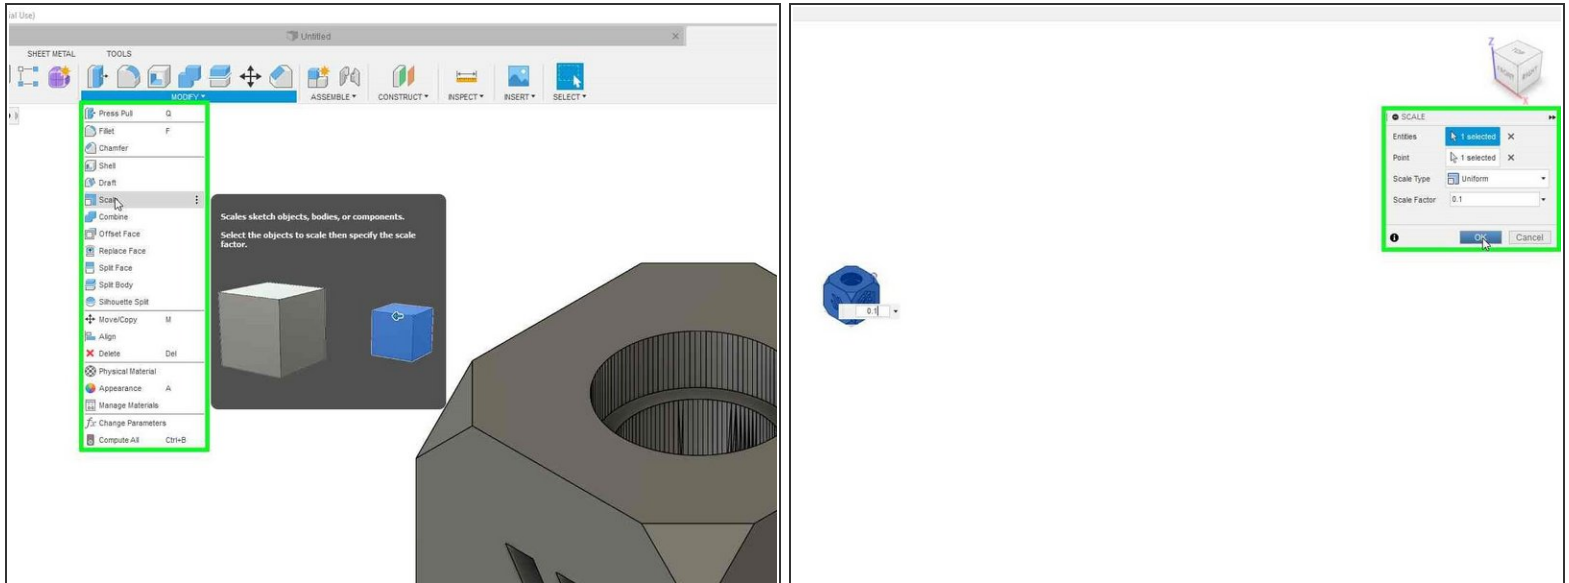 ial Use)
Untitled
SHEET METAL TOOLS
MODIFY ASSEMBLE CONSTRUCT INSPECT INSERT SELECT
Press Pull Q
Fillet F
Chamfer
Shell
Draft
Scale
Combine
Offset Face
Replace Face
Split Face
Split Body
Silhouette Split
Move/Copy M
Align
Delete Del
Physical Material
Appearance A
Manage Materials
Change Parameters
Compute All Ctrl+B
Scales sketch objects, bodies, or components.
Select the objects to scale then specify the scale
factor.
Z
TOP
FRONT RIGHT
X
SCALE
Entities 1 selected
Point 1 selected
Scale Type Uniform
Scale Factor 0.1
OK Cancel
0.1